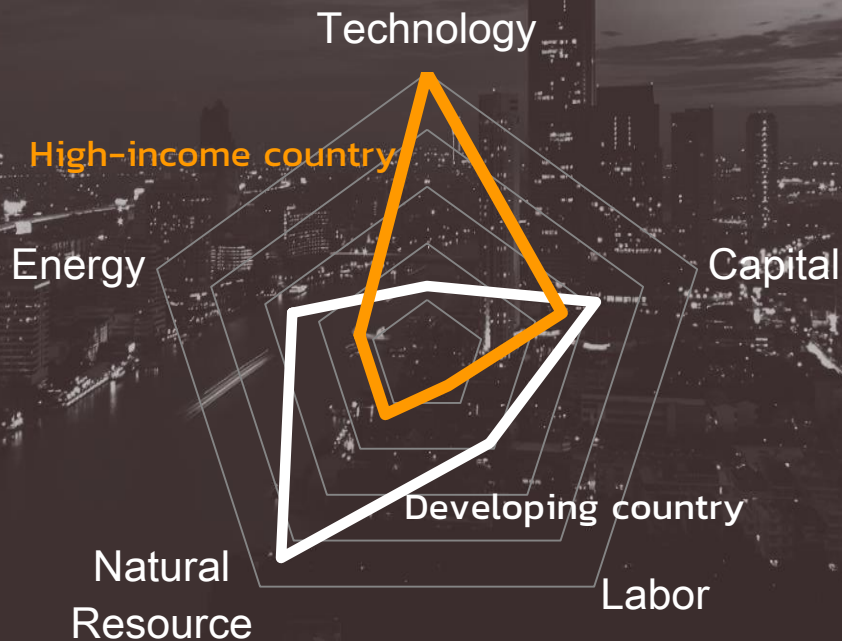 Technology
High-income country
Energy
Capital
Developing country
Natural
Resource
Labor